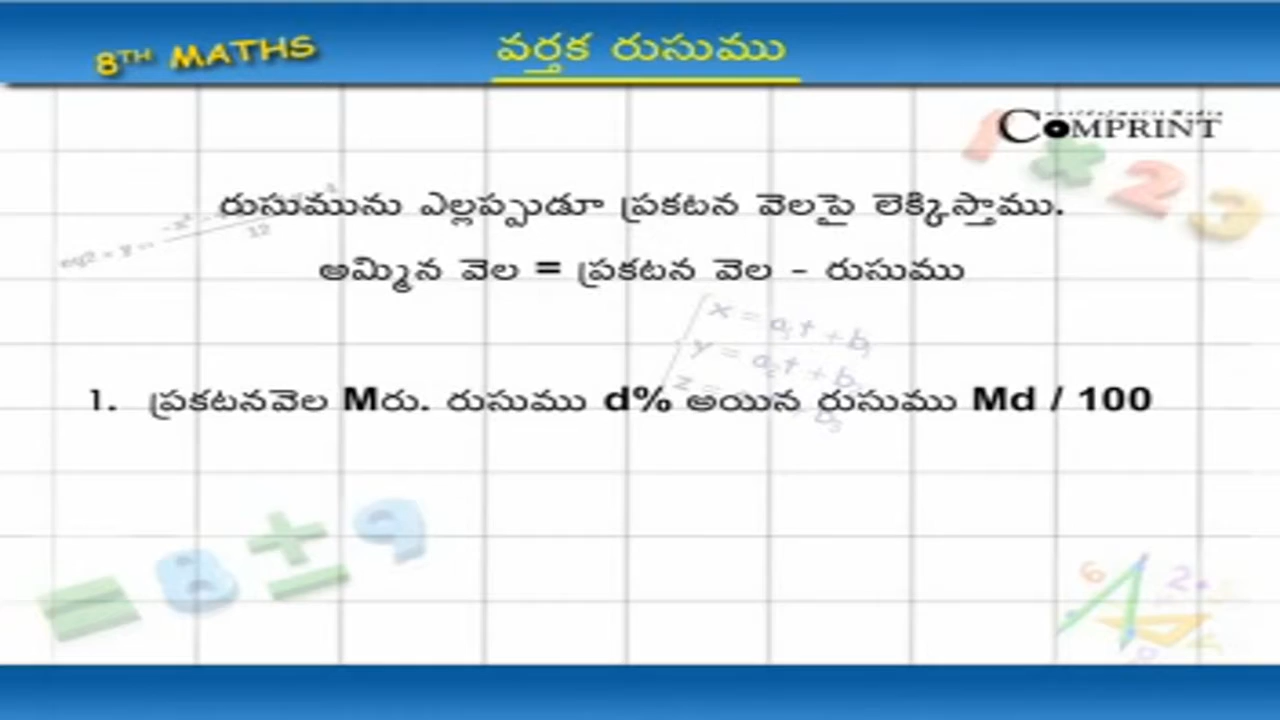 8TH MATHS
వర్తక రుసుము
COMPRINT
రుసుమును ఎల్లప్పుడూ ప్రకటన వెలపై లెక్కిస్తాము.
అమ్మిన వెల = ప్రకటన వెల - రుసుము
1. ప్రకటనవెల Mరు. రుసుము d% అయిన రుసుము Md / 100